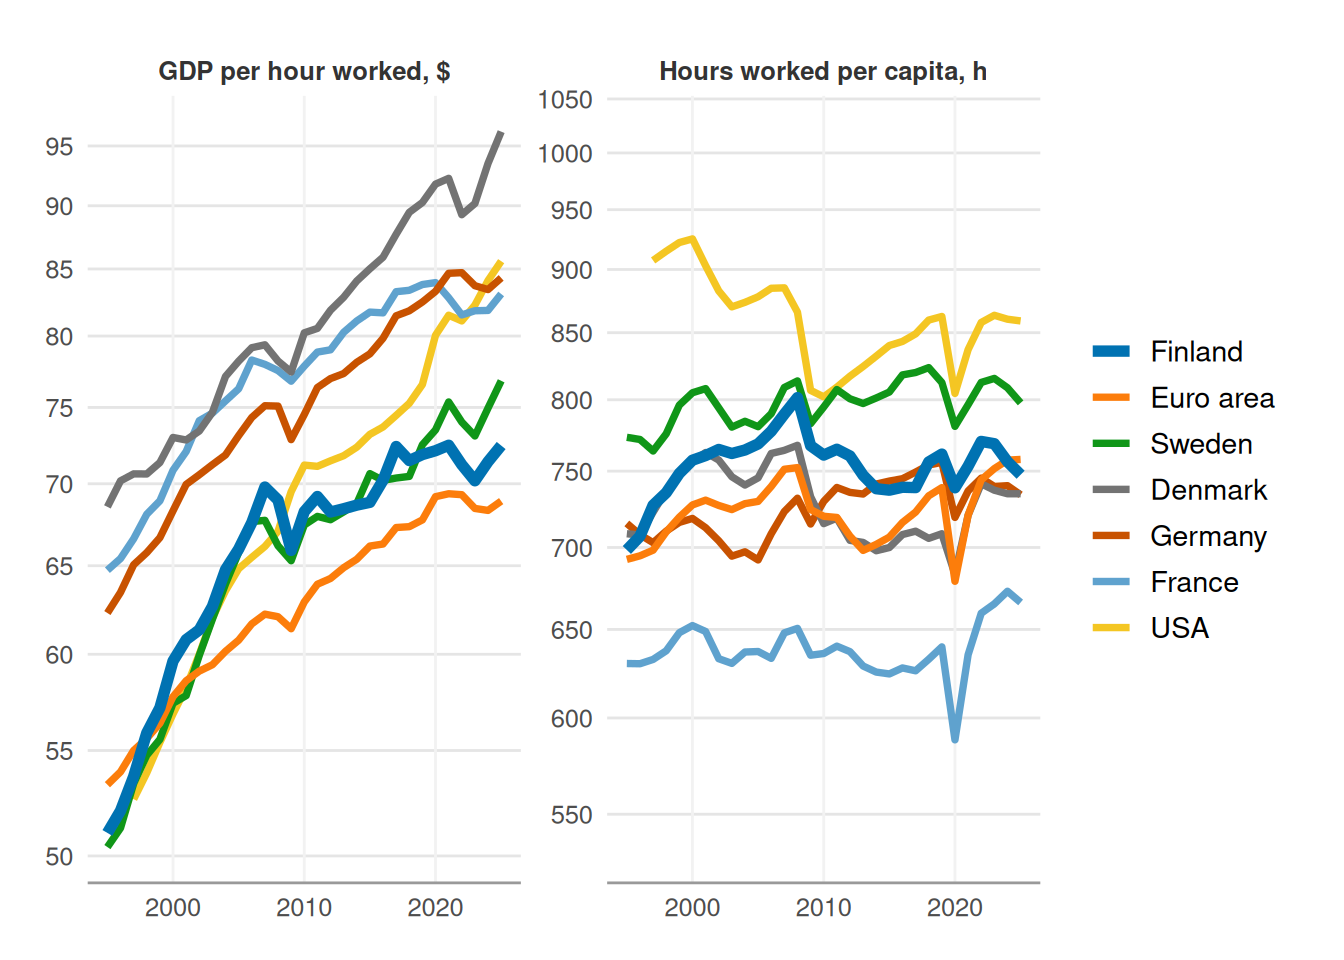 GDP per hour worked, $
95
90
85
80
75
70
65
60
55
50
2000 2010 2020
Hours worked per capita, h
1050
1000
950
900
850
800
750
700
650
600
550
2000 2010 2020
Finland
Euro area
Sweden
Denmark
Germany
France
USA